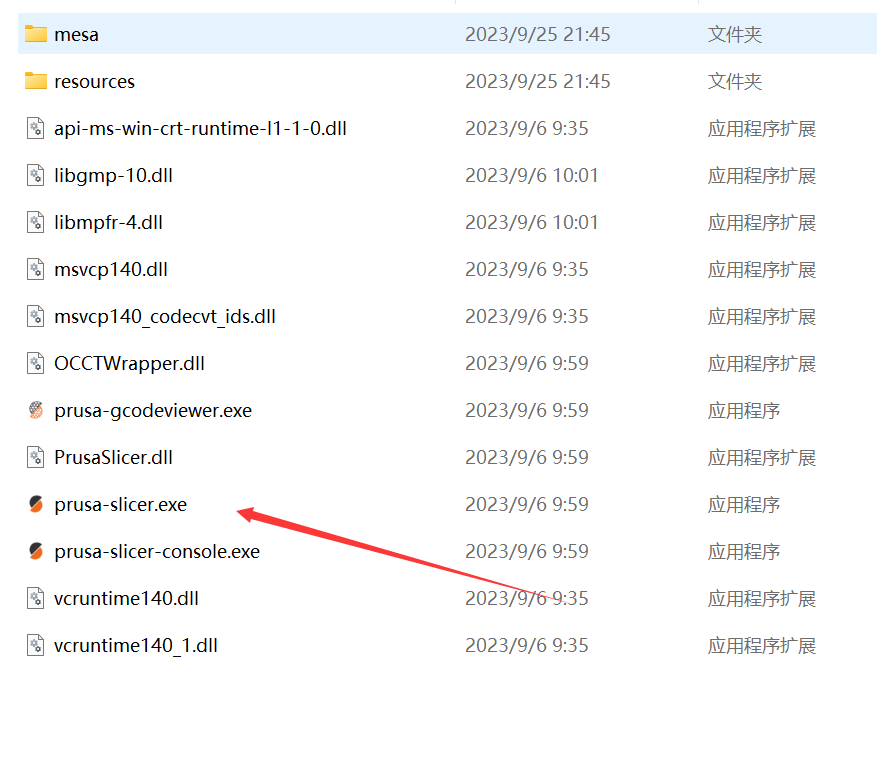 mesa 2023/9/25 21:45 文件夹
resources 2023/9/25 21:45 文件夹
api-ms-win-crt-runtime-l1-1-0.dll 2023/9/6 9:35 应用程序扩展
libgmp-10.dll 2023/9/6 10:01 应用程序扩展
libmpfr-4.dll 2023/9/6 10:01 应用程序扩展
msvcp140.dll 2023/9/6 9:35 应用程序扩展
msvcp140_codecvt_ids.dll 2023/9/6 9:35 应用程序扩展
OCCTWrapper.dll 2023/9/6 9:59 应用程序扩展
prusa-gcodeviewer.exe 2023/9/6 9:59 应用程序
PrusaSlicer.dll 2023/9/6 9:59 应用程序扩展
prusa-slicer.exe 2023/9/6 9:59 应用程序
prusa-slicer-console.exe 2023/9/6 9:59 应用程序
vcruntime140.dll 2023/9/6 9:35 应用程序扩展
vcruntime140_1.dll 2023/9/6 9:35 应用程序扩展